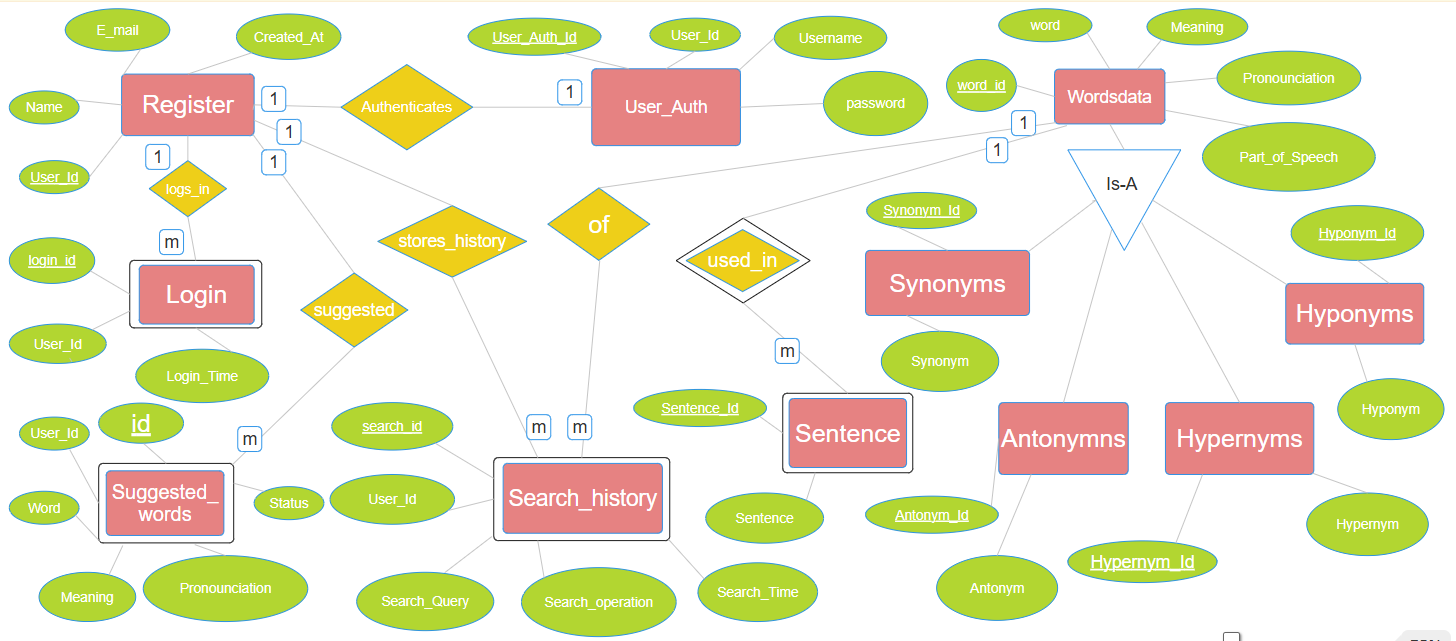 E_mail
Created_At
User_Auth_Id
User_Id
Username
word
Meaning
Name
Register
1
Authenticates
1
User_Auth
password
word_id
Wordsdata
Pronounciation
1
1
1
1
1
Part_of_Speech
User_Id
logs_in
Is-A
m
stores_history
of
used_in
Synonym_Id
Hyponym_Id
login_id
Login
suggested
Synonyms
Hyponyms
User_Id
Login_Time
m
Synonym
User_Id
id
m
search_id
m
m
Sentence_Id
Sentence
Antonymns
Hypernyms
Hyponym
Word
Suggested_
words
Status
User_Id
Search_history
Sentence
Antonym_Id
Hypernym
Meaning
Pronounciation
Search_Query
Search_operation
Search_Time
Antonym
Hypernym_Id